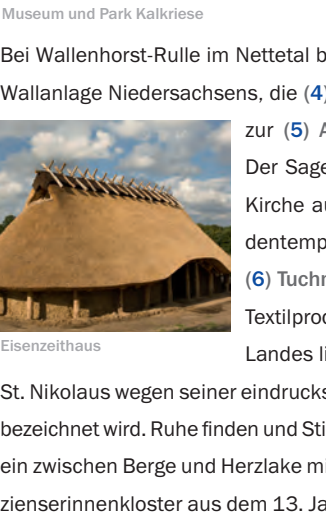 Museum und Park Kalkriese
Bei Wallenhorst-Rulle im Nettetal b
Wallanlage Niedersachsens, die (4)
zur (5) A
Der Sage
Kirche au
dentemp
(6) Tuchm
Textilproc
Eisenzeithaus
Landes li
St. Nikolaus wegen seiner eindrucks
bezeichnet wird. Ruhe finden und Sti
ein zwischen Berge und Herzlake mi
zienserinnenkloster aus dem 13. Ja